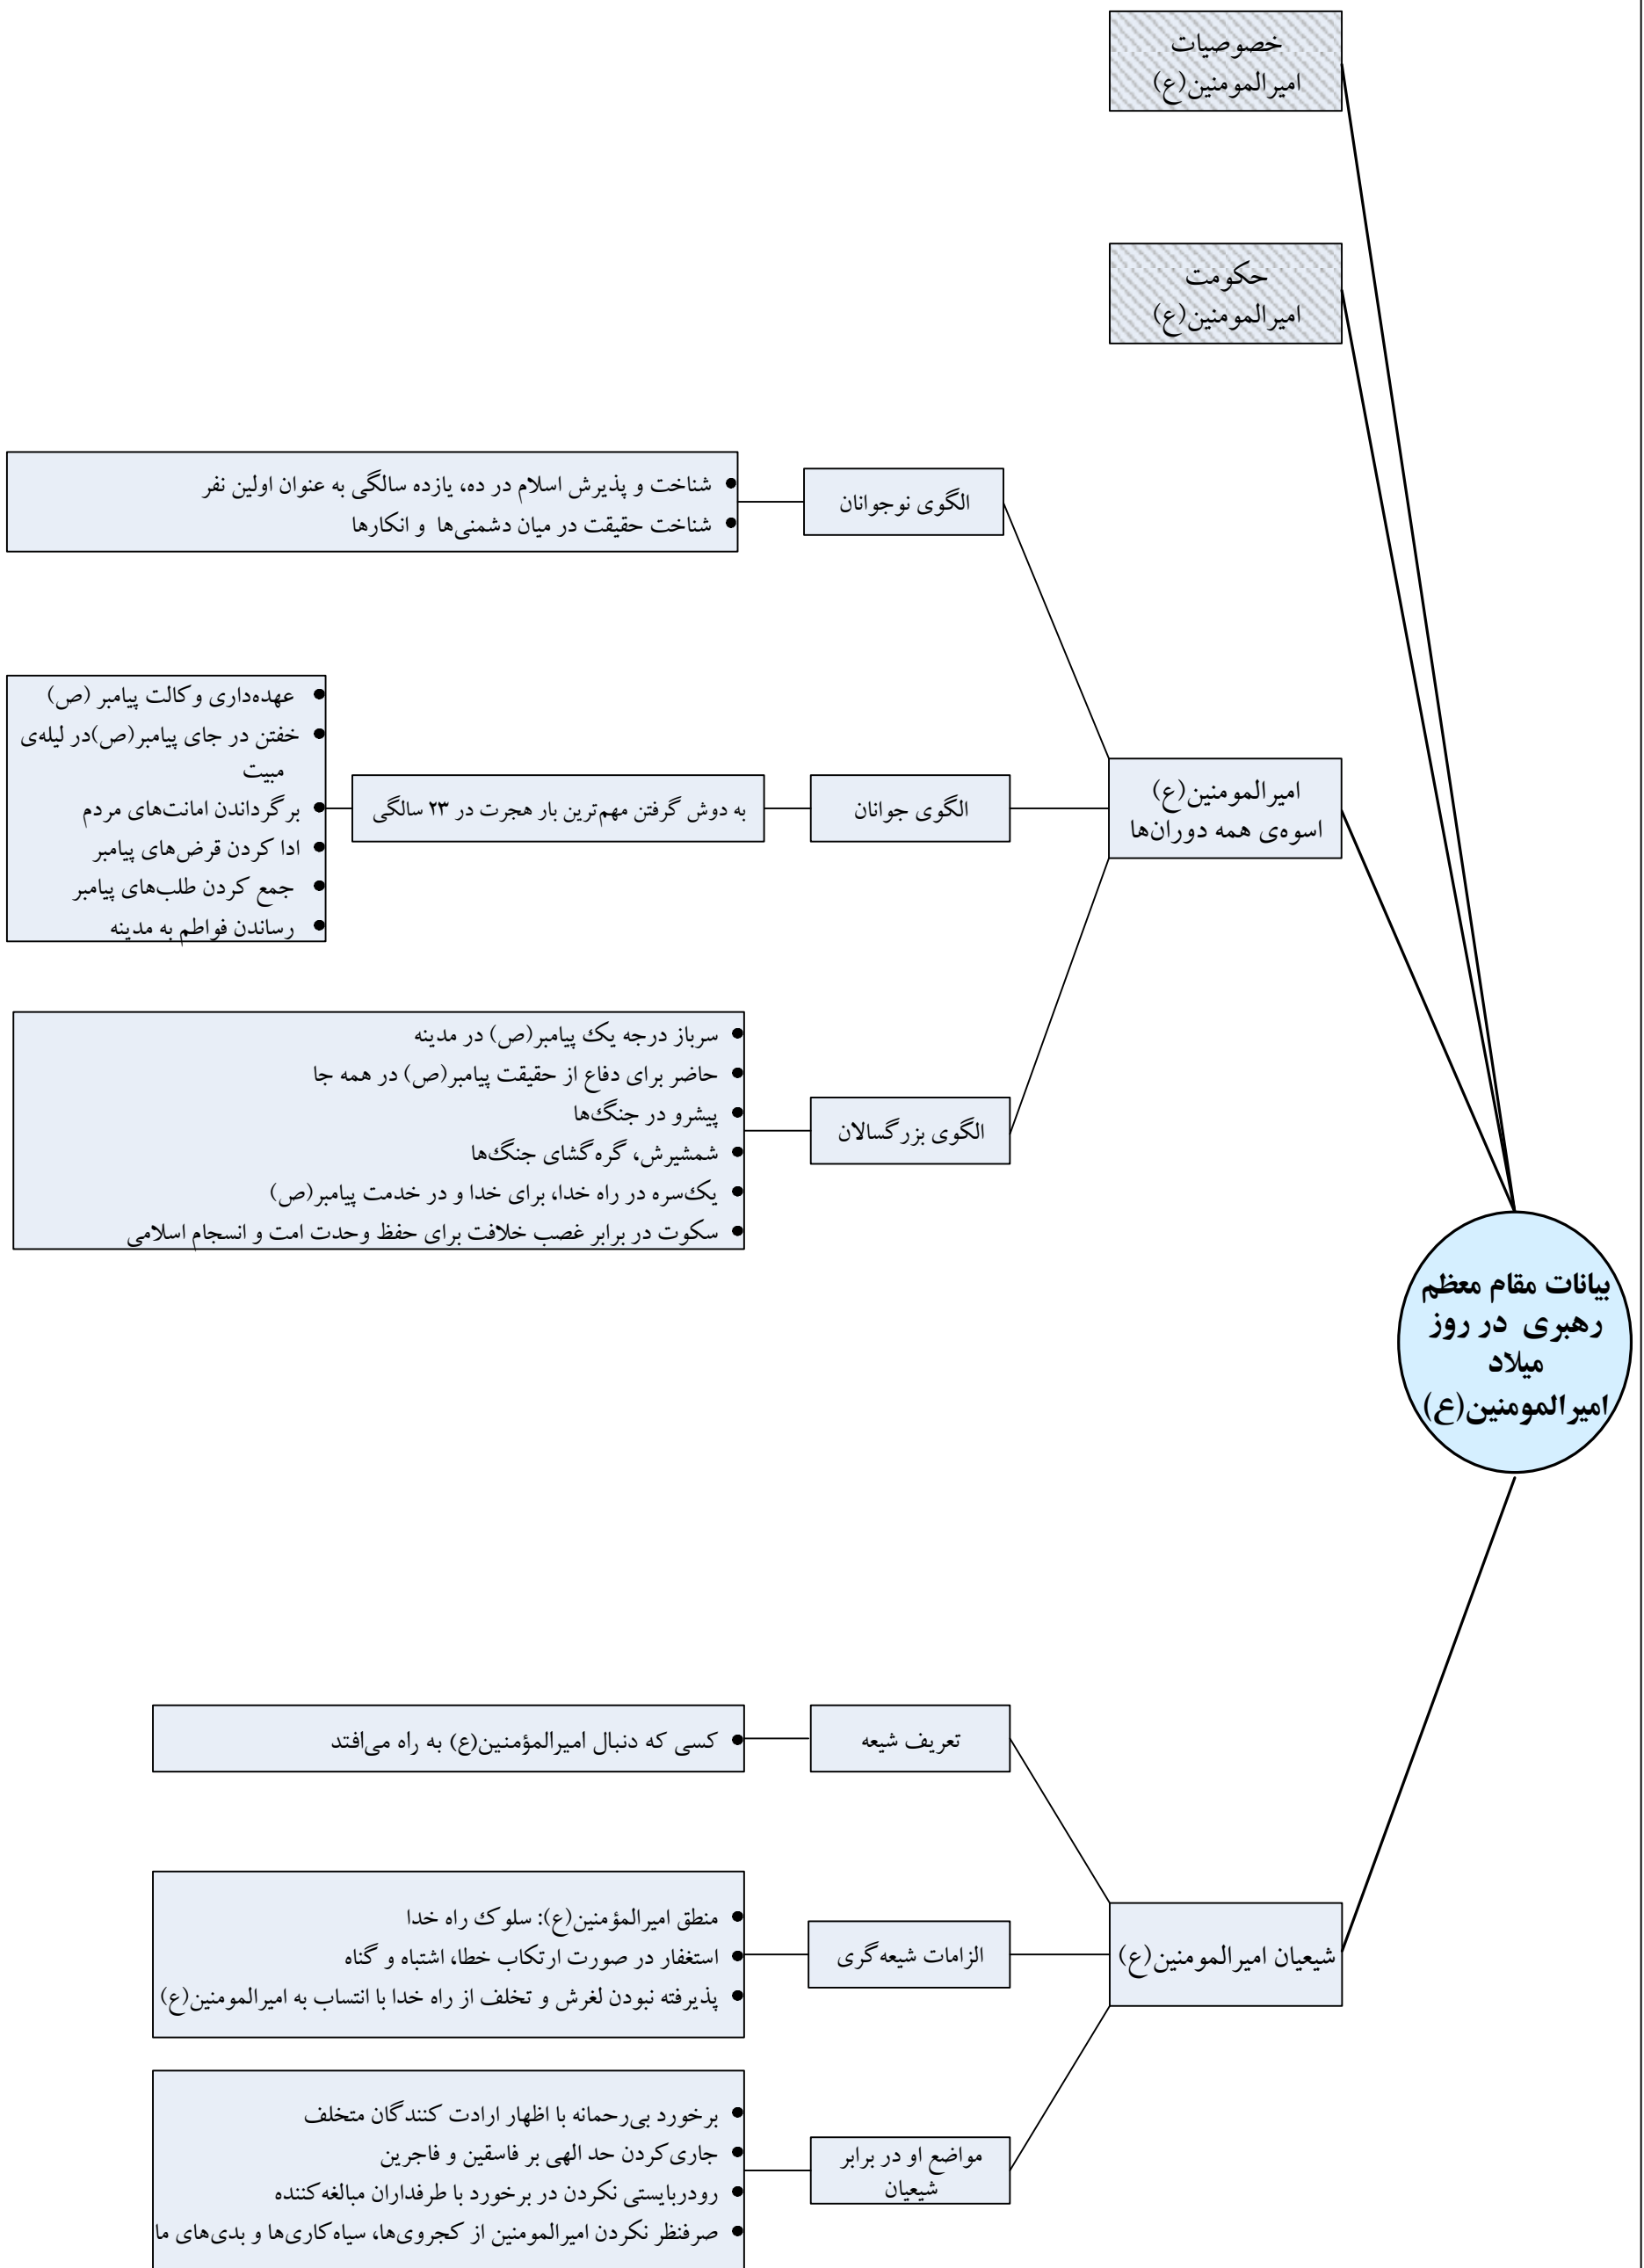 خصوصیات
امیرالمومنین(ع)
حکومت
امیرالمومنین(ع)
الگوی نوجوانان
شناخت و پذیرش اسلام در ده، یازده سالگی به عنوان اولین نفر
شناخت حقیقت در میان دشمنی‌ها و انکارها
امیرالمومنین(ع)
اسوه‌ی همه دوران‌ها
الگوی جوانان
به دوش گرفتن مهم‌ترین بار هجرت در ۲۳ سالگی
عهده‌داری وکالت پیامبر (ص)
خفتن در جای پیامبر(ص)در لیله‌ی
مبیت
برگرداندن امانت‌های مردم
ادا کردن قرض‌های پیامبر
جمع کردن طلب‌های پیامبر
رساندن فواطم به مدینه
الگوی بزرگسالان
سرباز درجه یک پیامبر(ص) در مدینه
حاضر برای دفاع از حقیقت پیامبر(ص) در همه جا
پیشرو در جنگ‌ها
شمشیرش، گره‌گشای جنگ‌ها
یک‌سره در راه خدا، برای خدا و در خدمت پیامبر(ص)
سکوت در برابر غصب خلافت برای حفظ وحدت امت و انسجام اسلامی
بیانات مقام معظم
رهبری در روز
میلاد
امیرالمومنین(ع)
تعریف شیعه
کسی که دنبال امیرالمؤمنین(ع) به راه می‌افتد
شیعیان امیرالمومنین(ع)
الزامات شیعه‌گری
منطق امیرالمؤمنین(ع): سلوک راه خدا
استغفار در صورت ارتکاب خطا، اشتباه و گناه
پذیرفته نبودن لغرش و تخلف از راه خدا با انتساب به امیرالمومنین(ع)
مواضع او در برابر
شیعیان
برخورد بی‌رحمانه با اظهار ارادت کنندگان متخلف
جاری‌کردن حد الهی بر فاسقین و فاجرین
رودربایستی نکردن در برخورد با طرفداران مبالغه‌کننده
صرفنظر نکردن امیرالمومنین از کجروی‌ها، سیاه‌کاری‌ها و بدی‌های ما